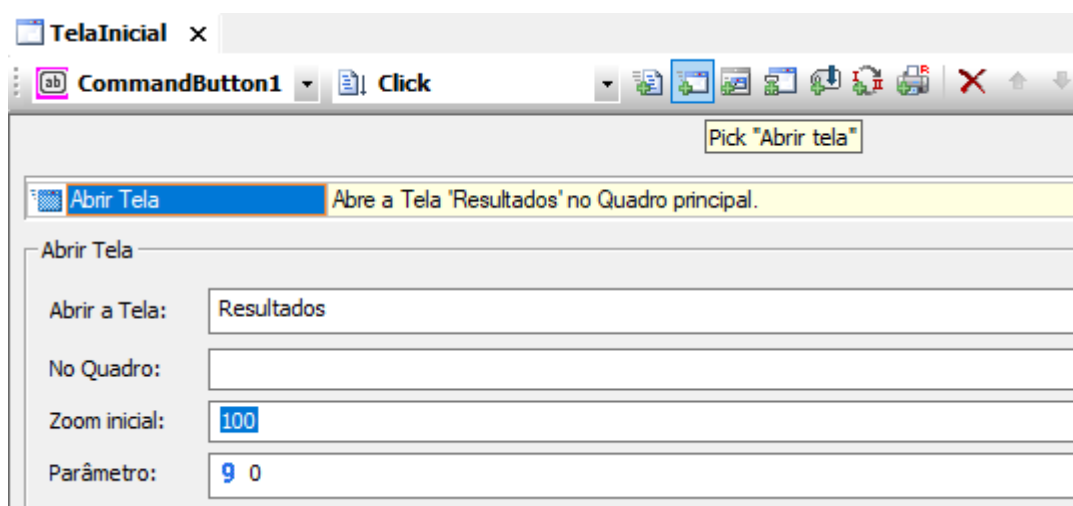 TelaInicial
CommandButton1 Click
Pick "Abrir tela"
Abrir Tela Abre a Tela 'Resultados' no Quadro principal.
Abrir Tela
Abrir a Tela: Resultados
No Quadro:
Zoom inicial: 100
Parâmetro: 9 0